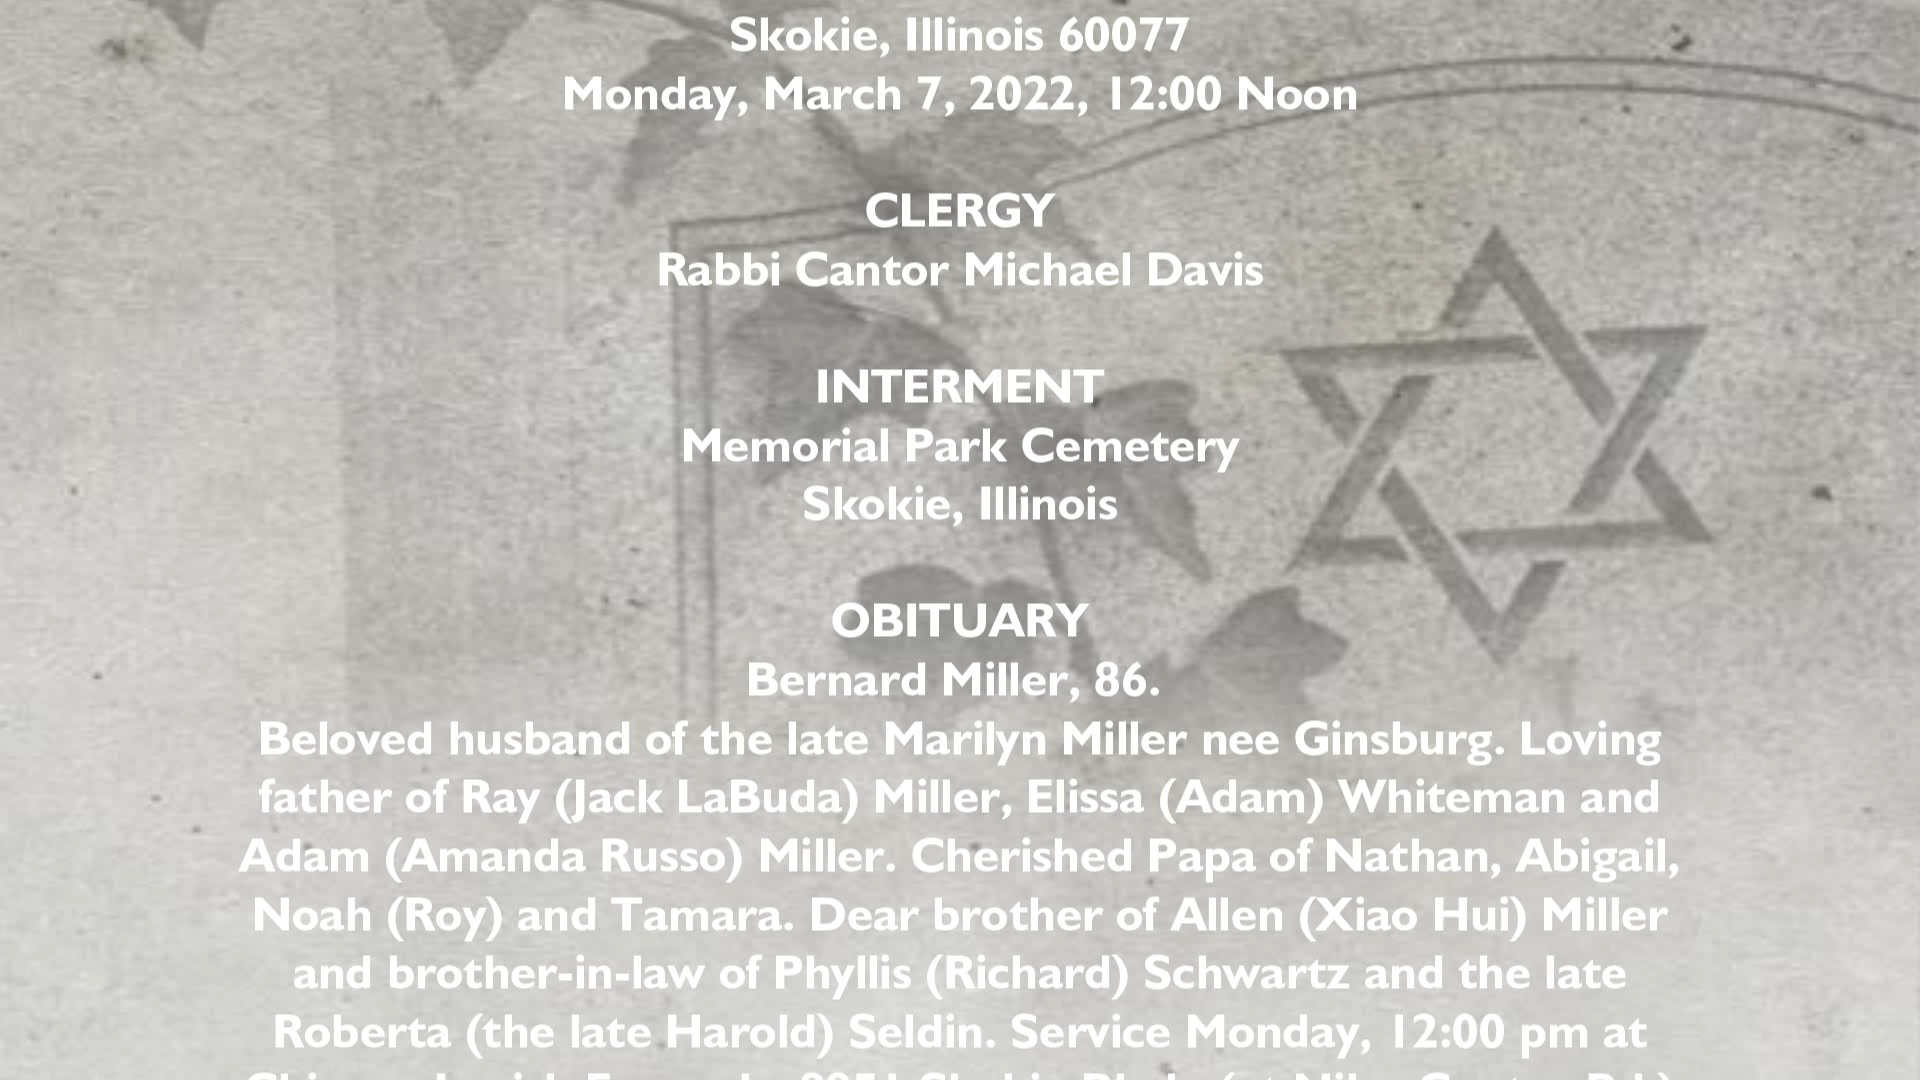 Skokie, Illinois 60077
Monday, March 7, 2022, 12:00 Noon
CLERGY
Rabbi Cantor Michael Davis
INTERMENT
Memorial Park Cemetery
Skokie, Illinois
OBITUARY
Bernard Miller, 86.
Beloved husband of the late Marilyn Miller nee Ginsburg. Loving
father of Ray (Jack LaBuda) Miller, Elissa (Adam) Whiteman and
Adam (Amanda Russo) Miller. Cherished Papa of Nathan, Abigail,
Noah (Roy) and Tamara. Dear brother of Allen (Xiao Hui) Miller
and brother-in-law of Phyllis (Richard) Schwartz and the late
Roberta (the late Harold) Seldin. Service Monday, 12:00 pm at